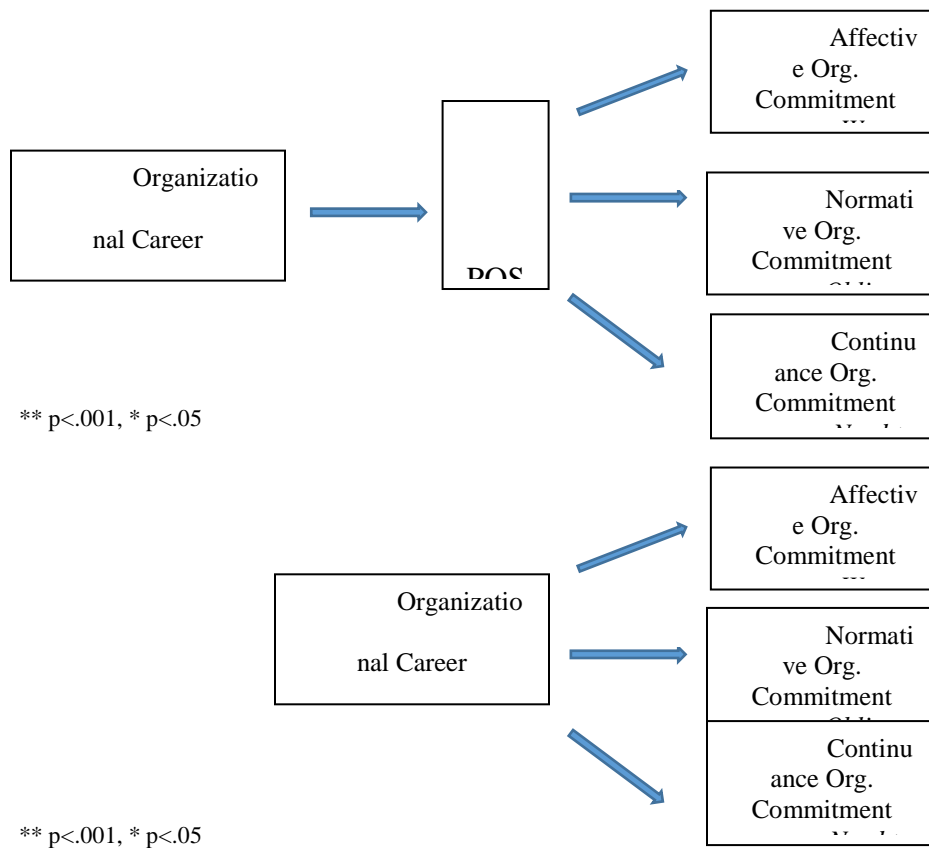 Affectiv
e Org.
Commitment
Organizatio
nal Career
POS
Normati
ve Org.
Commitment
Continu
ance Org.
Commitment
** p<.001, * p<.05
Affectiv
e Org.
Commitment
Organizatio
nal Career
Normati
ve Org.
Commitment
Continu
ance Org.
Commitment
** p<.001, * p<.05